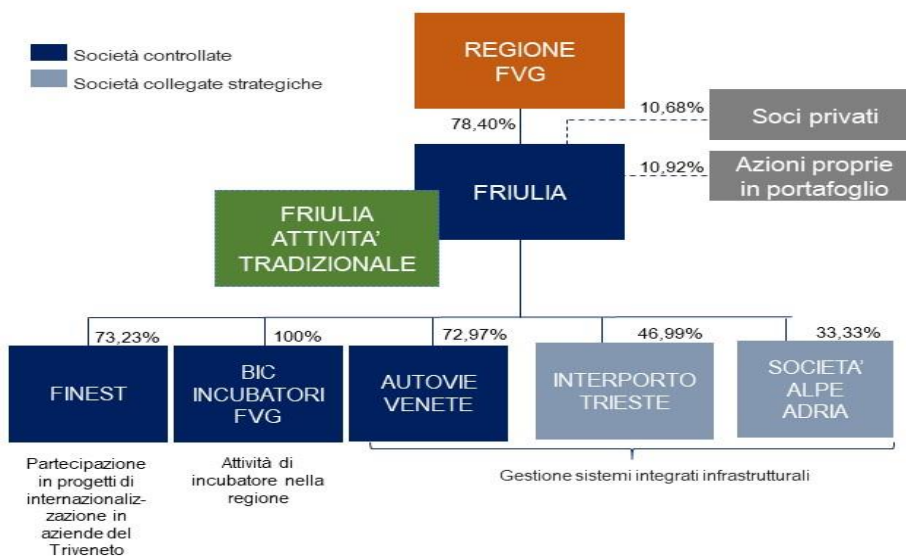 Società controllate
Società collegate strategiche
REGIONE
FVG
78,40%
10,68%
Soci privati
10,92%
Azioni proprie
in portafoglio
FRIULIA
FRIULIA
ATTIVITA'
TRADIZIONALE
73,23%
100%
72,97%
46,99%
33,33%
FINEST
BIC
INCUBATORI
FVG
AUTOVIE
VENETE
INTERPORTO
TRIESTE
SOCIETA'
ALPE
ADRIA
Partecipazione
in progetti di
internazionaliz-
zazione in
aziende del
Triveneto
Attività di
incubatore nella
regione
Gestione sistemi integrati infrastrutturali